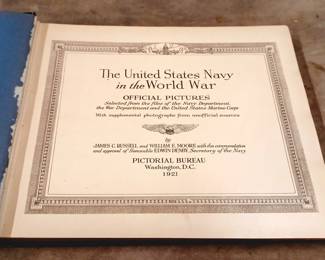 The United States Navy
in the World War
OFFICIAL PICTURES
Selected from the files of the Navy Department
the War Department and the United States Marine Corps
With supplemental photographs from unofficial sources
by
JAMES C. RUSSELL and WILLIAM E. MOORE with the commendation
and approval of Honorable EDWIN DENBY, Secretary of the Navy
PICTORIAL BUREAU
Washington, D.C.
1921